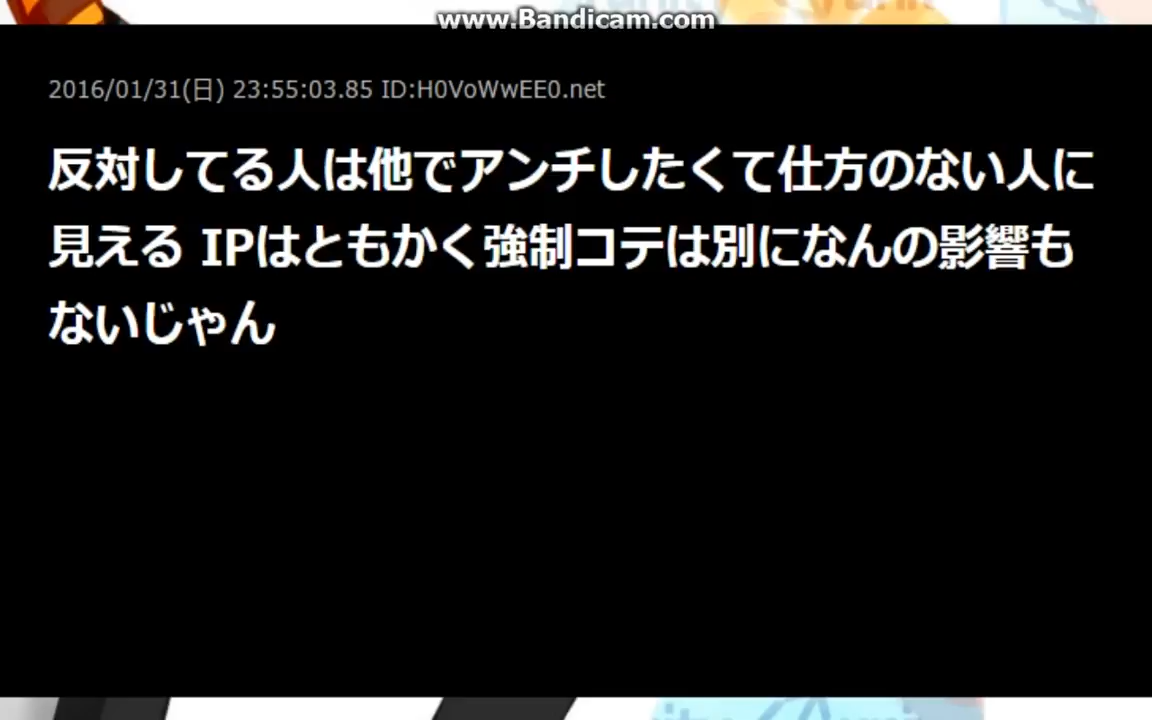 www.Bandicam.com
2016/01/31(日) 23:55:03.85 ID:H0VoWwEE0.net
反対してる人は他でアンチしたくて仕方のない人に
見える IPはともかく強制コテは別になんの影響も
ないじゃん